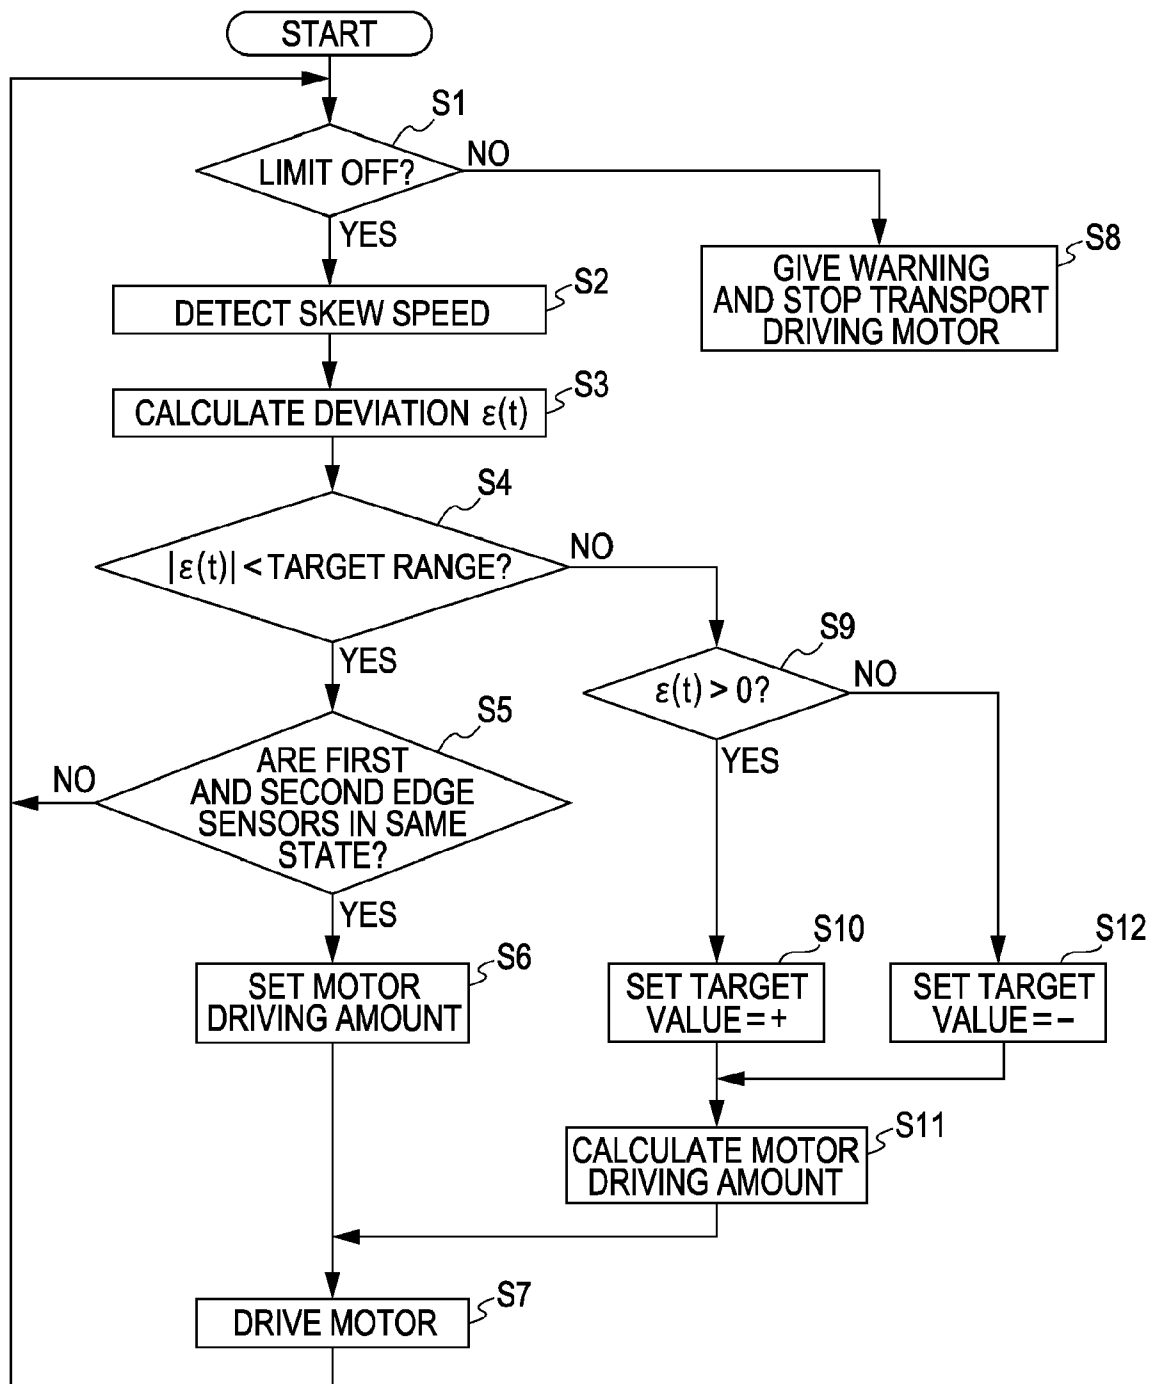 START
S1
LIMIT OFF?
NO
YES
S8
GIVE WARNING
AND STOP TRANSPORT
DRIVING MOTOR
S2
DETECT SKEW SPEED
S3
CALCULATE DEVIATION ε(t)
S4
|ε(t)| < TARGET RANGE?
NO
YES
S9
ε(t) > 0?
NO
YES
S5
ARE FIRST
AND SECOND EDGE
SENSORS IN SAME
STATE?
NO
YES
S6
SET MOTOR
DRIVING AMOUNT
S10
SET TARGET
VALUE = +
S12
SET TARGET
VALUE = −
S11
CALCULATE MOTOR
DRIVING AMOUNT
S7
DRIVE MOTOR